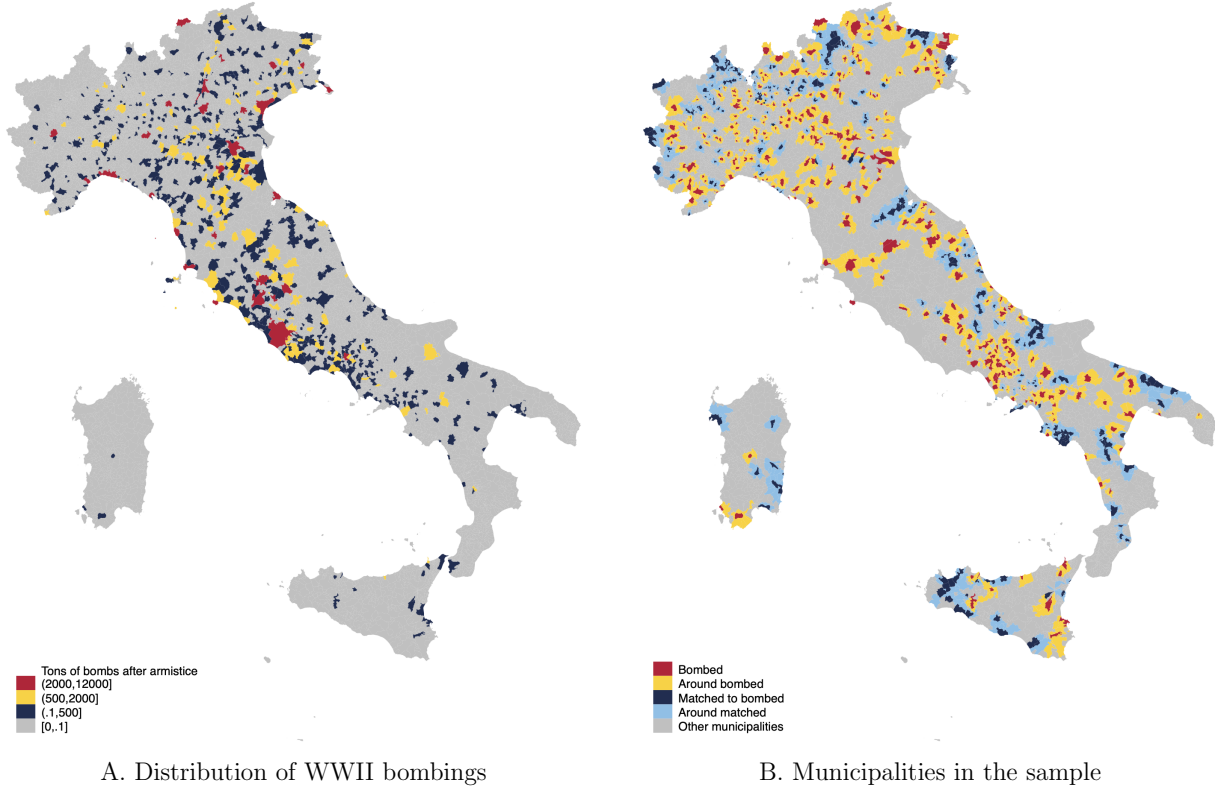 Tons of bombs after armistice
(2000,12000]
(500,2000]
(.1,500]
[0,.1]
Bombed
Around bombed
Matched to bombed
Around matched
Other municipalities
A. Distribution of WWII bombings
B. Municipalities in the sample